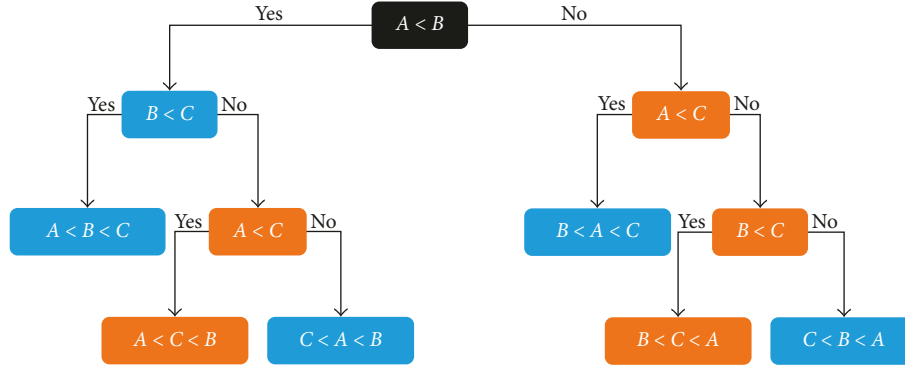 Yes
A < B
No
Yes
B < C
No
Yes
A < C
No
A < B < C
Yes
A < C
No
B < A < C
Yes
B < C
No
A < C < B
C < A < B
B < C < A
C < B < A